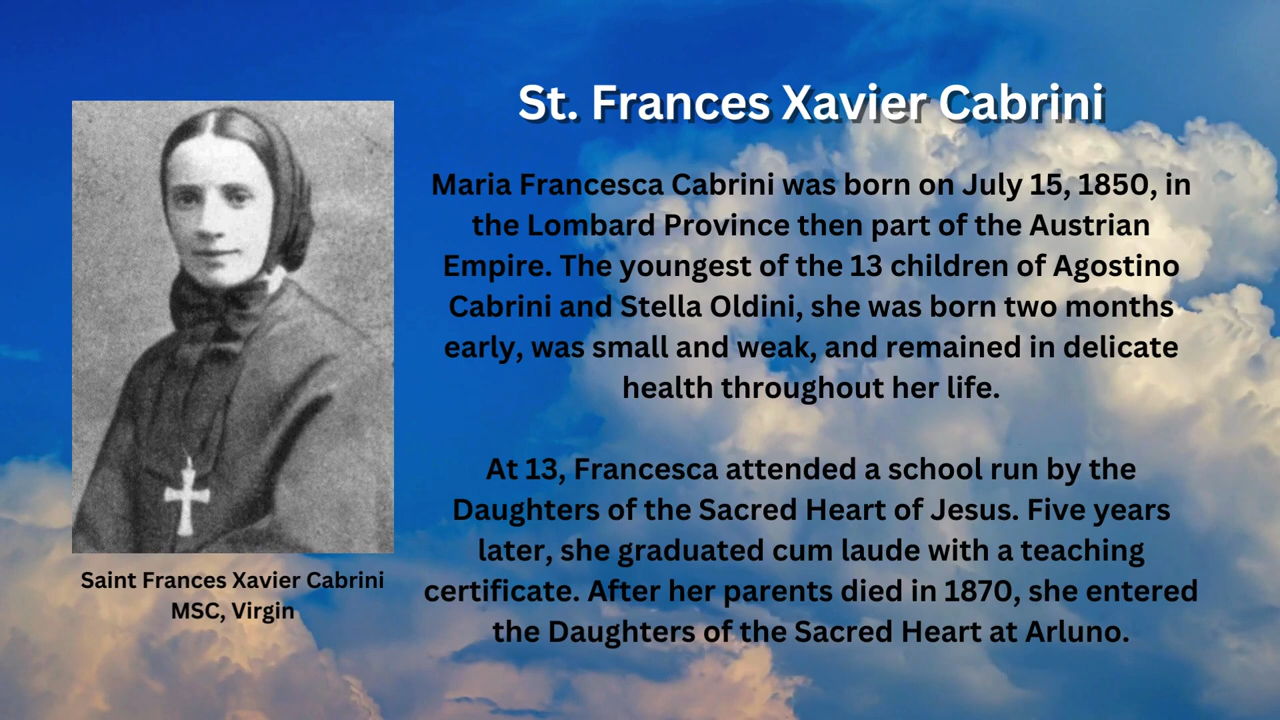 St. Frances Xavier Cabrini
Maria Francesca Cabrini was born on July 15, 1850, in
the Lombard Province then part of the Austrian
Empire. The youngest of the 13 children of Agostino
Cabrini and Stella Oldini, she was born two months
early, was small and weak, and remained in delicate
health throughout her life.
At 13, Francesca attended a school run by the
Daughters of the Sacred Heart of Jesus. Five years
later, she graduated cum laude with a teaching
certificate. After her parents died in 1870, she entered
the Daughters of the Sacred Heart at Arluno.
Saint Frances Xavier Cabrini
MSC, Virgin